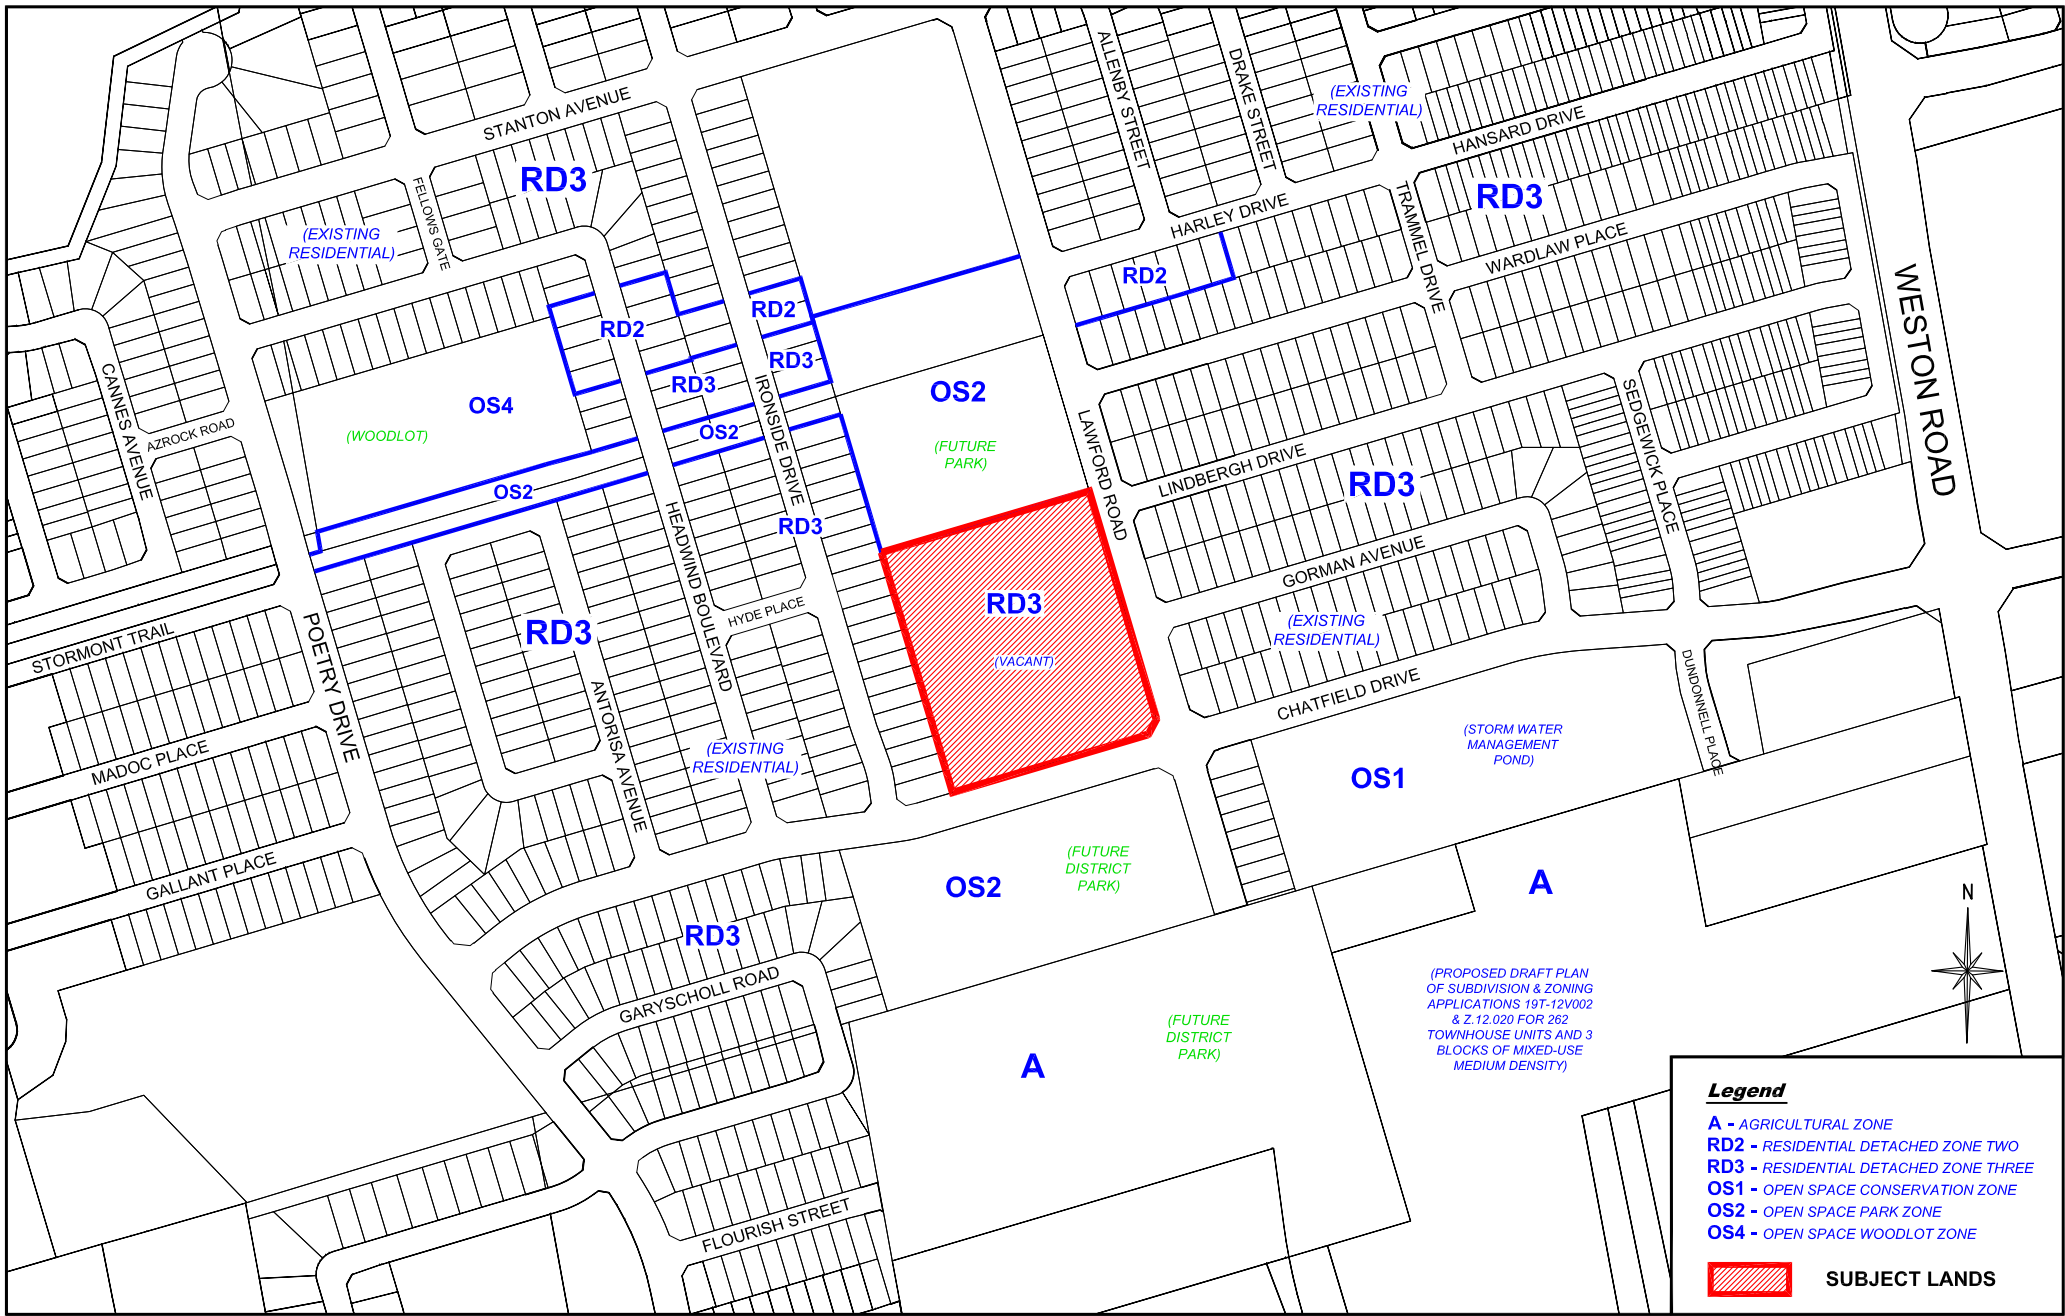 STANTON AVENUE
ALLENBY STREET
DRAKE STREET
(EXISTING
RESIDENTIAL)
HANSARD DRIVE
RD3
FELLOWS GATE
(EXISTING
RESIDENTIAL)
HARLEY DRIVE
TRAMMEL DRIVE
RD3
WARDLAW PLACE
WESTON ROAD
RD2
RD2
RD2
RD3
RD3
OS4
(WOODLOT)
OS2
OS2
(FUTURE
PARK)
OS2
CANNES AVENUE
AZROCK ROAD
IRONSIDE DRIVE
LAWFORD ROAD
LINDBERGH DRIVE
RD3
SEDGEWICK PLACE
RD3
HEADWIND BOULEVARD
HYDE PLACE
GORMAN AVENUE
(EXISTING
RESIDENTIAL)
RD3
(VACANT)
STORMONT TRAIL
POETRY DRIVE
RD3
ANTORISA AVENUE
(EXISTING
RESIDENTIAL)
CHATFIELD DRIVE
DUNDONNELL PLACE
MADOC PLACE
(STORM WATER
MANAGEMENT
POND)
OS1
GALLANT PLACE
(FUTURE
DISTRICT
PARK)
OS2
A
N
RD3
GARYSCHOLL ROAD
(PROPOSED DRAFT PLAN
OF SUBDIVISION & ZONING
APPLICATIONS 19T-12V002
& Z.12.020 FOR 262
TOWNHOUSE UNITS AND 3
BLOCKS OF MIXED-USE
MEDIUM DENSITY)
(FUTURE
DISTRICT
PARK)
A
FLOURISH STREET
Legend
A - AGRICULTURAL ZONE
RD2 - RESIDENTIAL DETACHED ZONE TWO
RD3 - RESIDENTIAL DETACHED ZONE THREE
OS1 - OPEN SPACE CONSERVATION ZONE
OS2 - OPEN SPACE PARK ZONE
OS4 - OPEN SPACE WOODLOT ZONE
SUBJECT LANDS